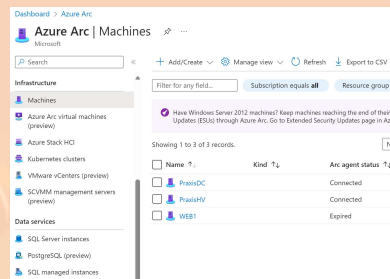 Dashboard > Azure Arc
Azure Arc | Machines
Microsoft
Search
Add/Create
Manage view
Refresh
Export to CSV
Infrastructure
Machines
Azure Arc virtual machines
(preview)
Azure Stack HCI
Kubernetes clusters
VMware vCenters (preview)
SCVMM management servers
(preview)
Data services
SQL Server instances
PostgreSQL (preview)
SQL managed instances
Filter for any field...
Subscription equals all
Resource group
Have Windows Server 2012 machines? Keep machines reaching the end of their
Updates (ESUs) through Azure Arc. Go to Extended Security Updates page in Az
Showing 1 to 3 of 3 records.
Name ↑↓ Kind ↑↓ Arc agent status ↑↓
PraxisDC Connected
PraxisHV Connected
WEB1 Expired